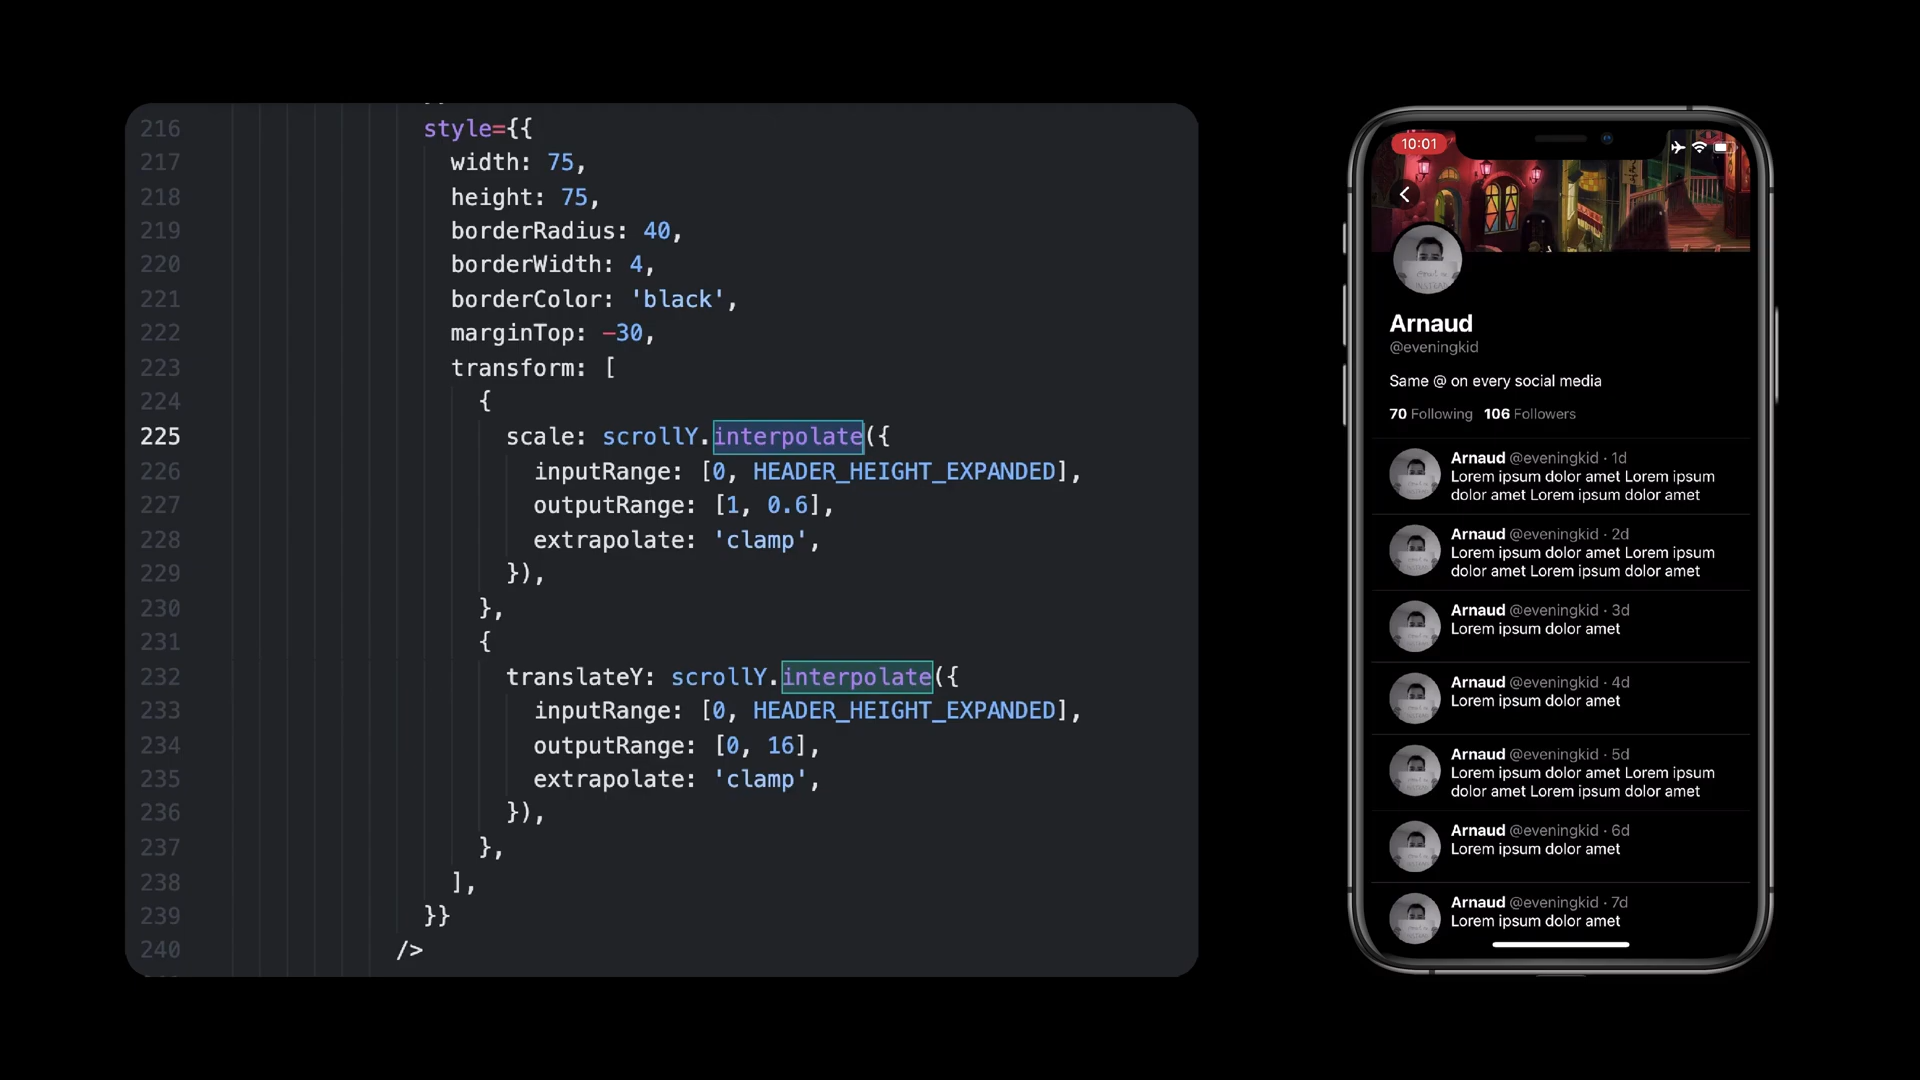 216 style={{
217 width: 75,
218 height: 75,
219 borderRadius: 40,
220 borderWidth: 4,
221 borderColor: 'black',
222 marginTop: −30,
223 transform: [
224 {
225 scale: scrollY.interpolate({
226 inputRange: [0, HEADER_HEIGHT_EXPANDED],
227 outputRange: [1, 0.6],
228 extrapolate: 'clamp',
229 }),
230 },
231 {
232 translateY: scrollY.interpolate({
233 inputRange: [0, HEADER_HEIGHT_EXPANDED],
234 outputRange: [0, 16],
235 extrapolate: 'clamp',
236 }),
237 },
238 ],
239 }}
240 />
10:01
Arnaud
@eveningkid
Same @ on every social media
70 Following 106 Followers
Arnaud @eveningkid · 1d
Lorem ipsum dolor amet Lorem ipsum
dolor amet Lorem ipsum dolor amet
Arnaud @eveningkid · 2d
Lorem ipsum dolor amet Lorem ipsum
dolor amet Lorem ipsum dolor amet
Arnaud @eveningkid · 3d
Lorem ipsum dolor amet
Arnaud @eveningkid · 4d
Lorem ipsum dolor amet
Arnaud @eveningkid · 5d
Lorem ipsum dolor amet Lorem ipsum
dolor amet Lorem ipsum dolor amet
Arnaud @eveningkid · 6d
Lorem ipsum dolor amet
Arnaud @eveningkid · 7d
Lorem ipsum dolor amet